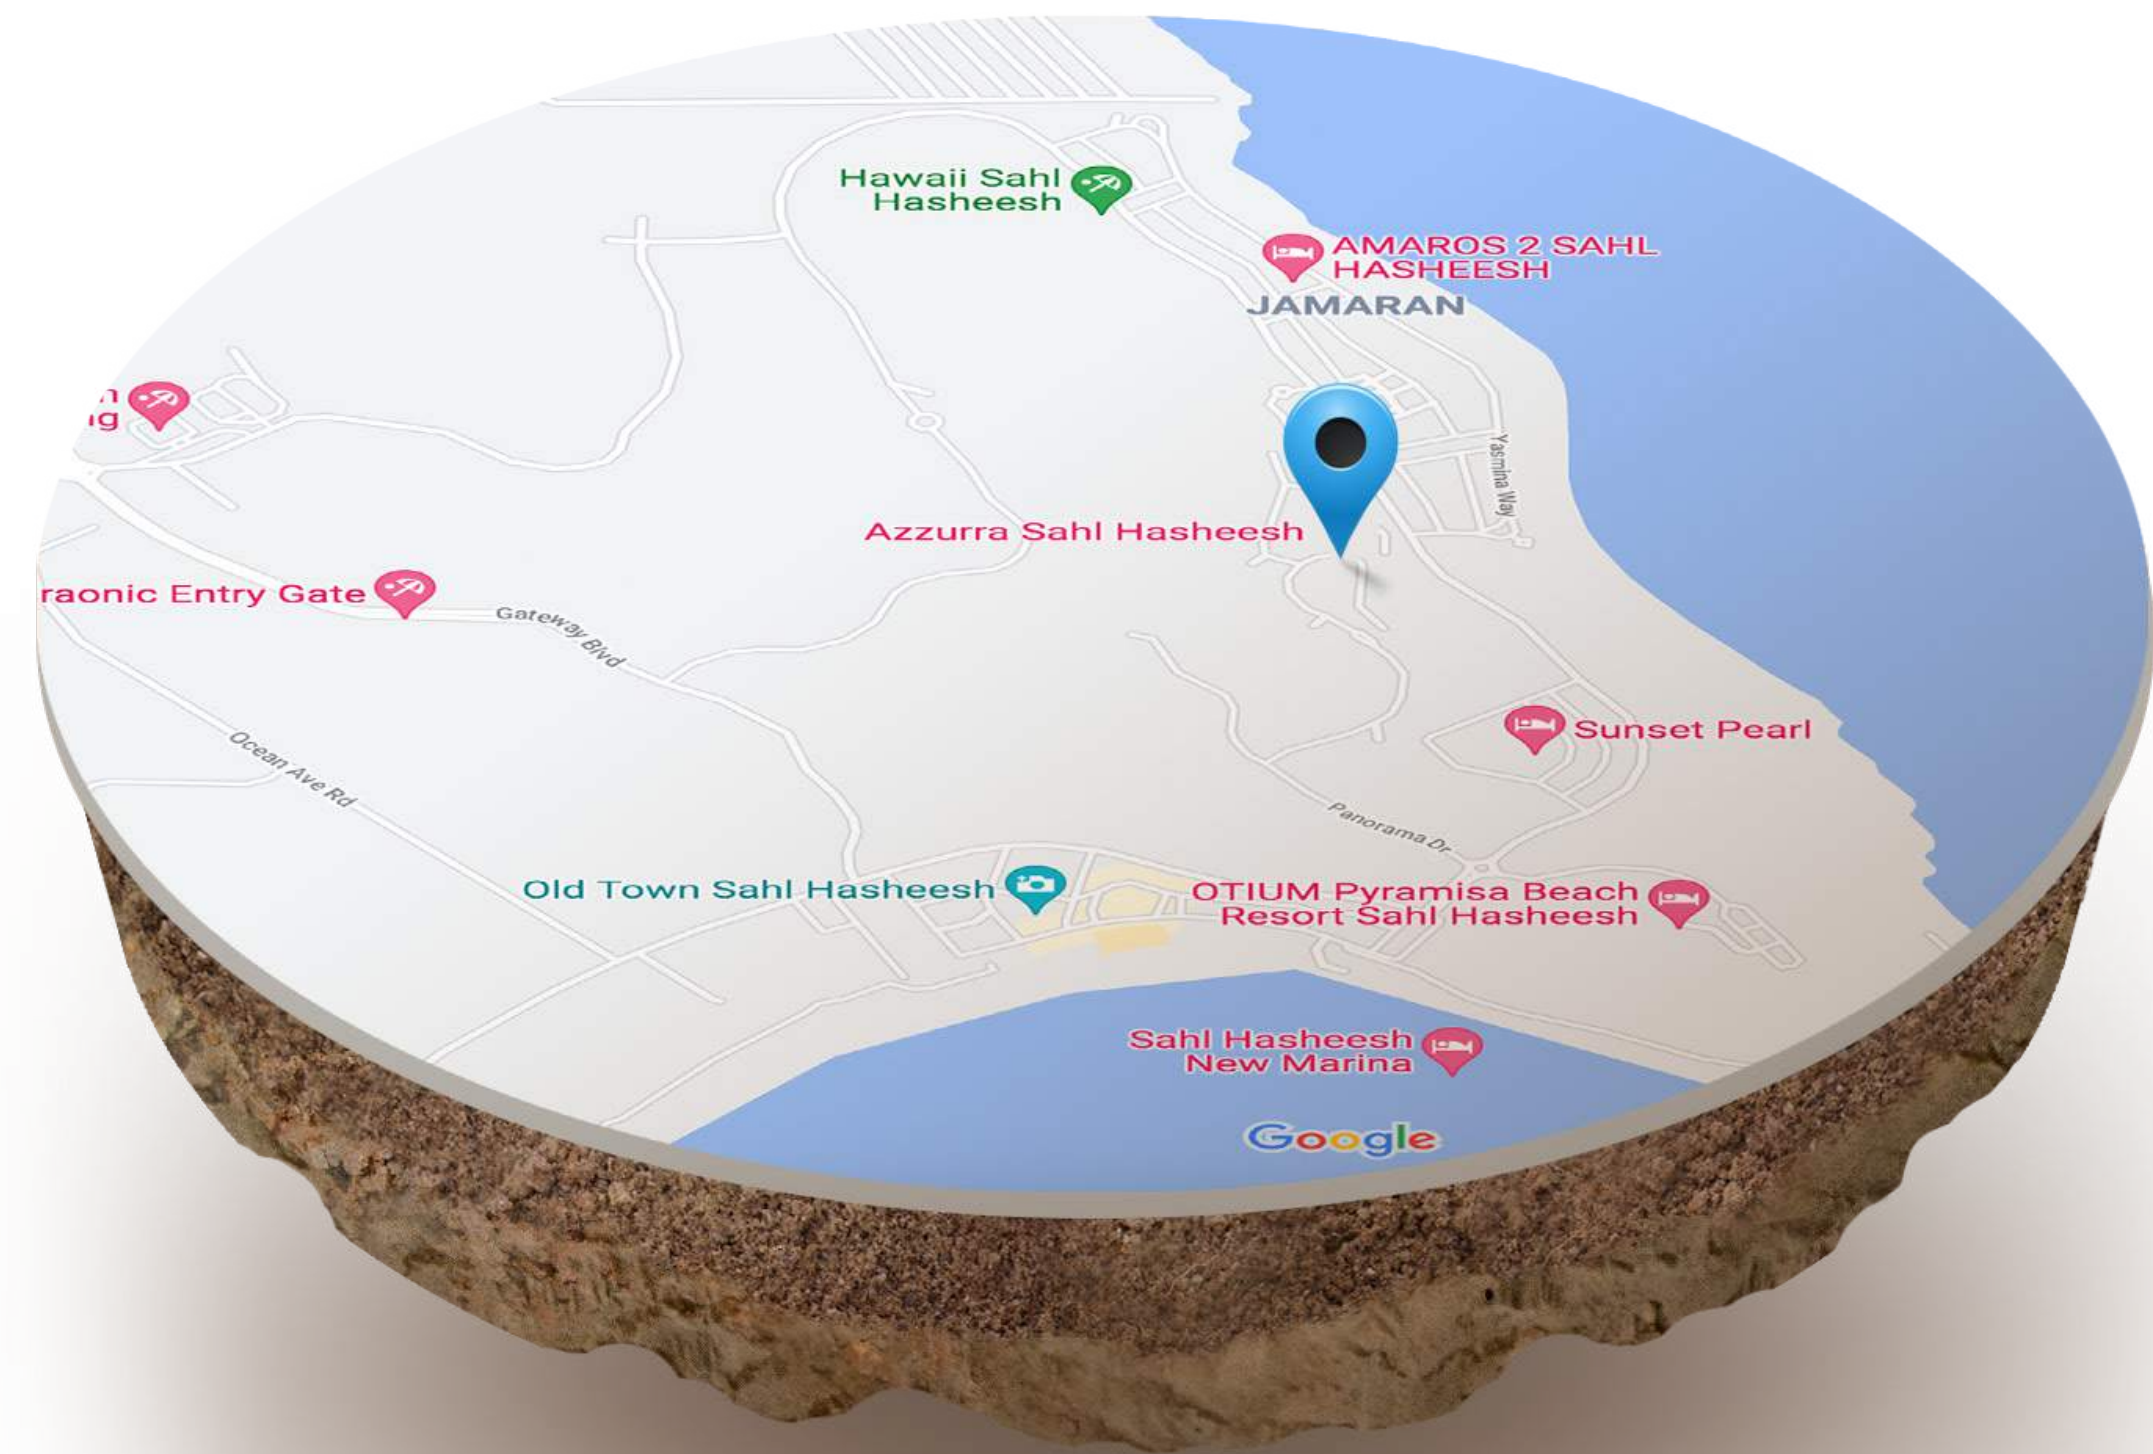 Hawaii Sahl
Hasheesh
AMAROS 2 SAHL
HASHEESH
JAMARAN
Yasmina Way
Azzurra Sahl Hasheesh
raonic Entry Gate
Gateway Blvd
Sunset Pearl
Ocean Ave Rd
Panorama Dr
Old Town Sahl Hasheesh
OTIUM Pyramisa Beach
Resort Sahl Hasheesh
Sahl Hasheesh
New Marina
Google